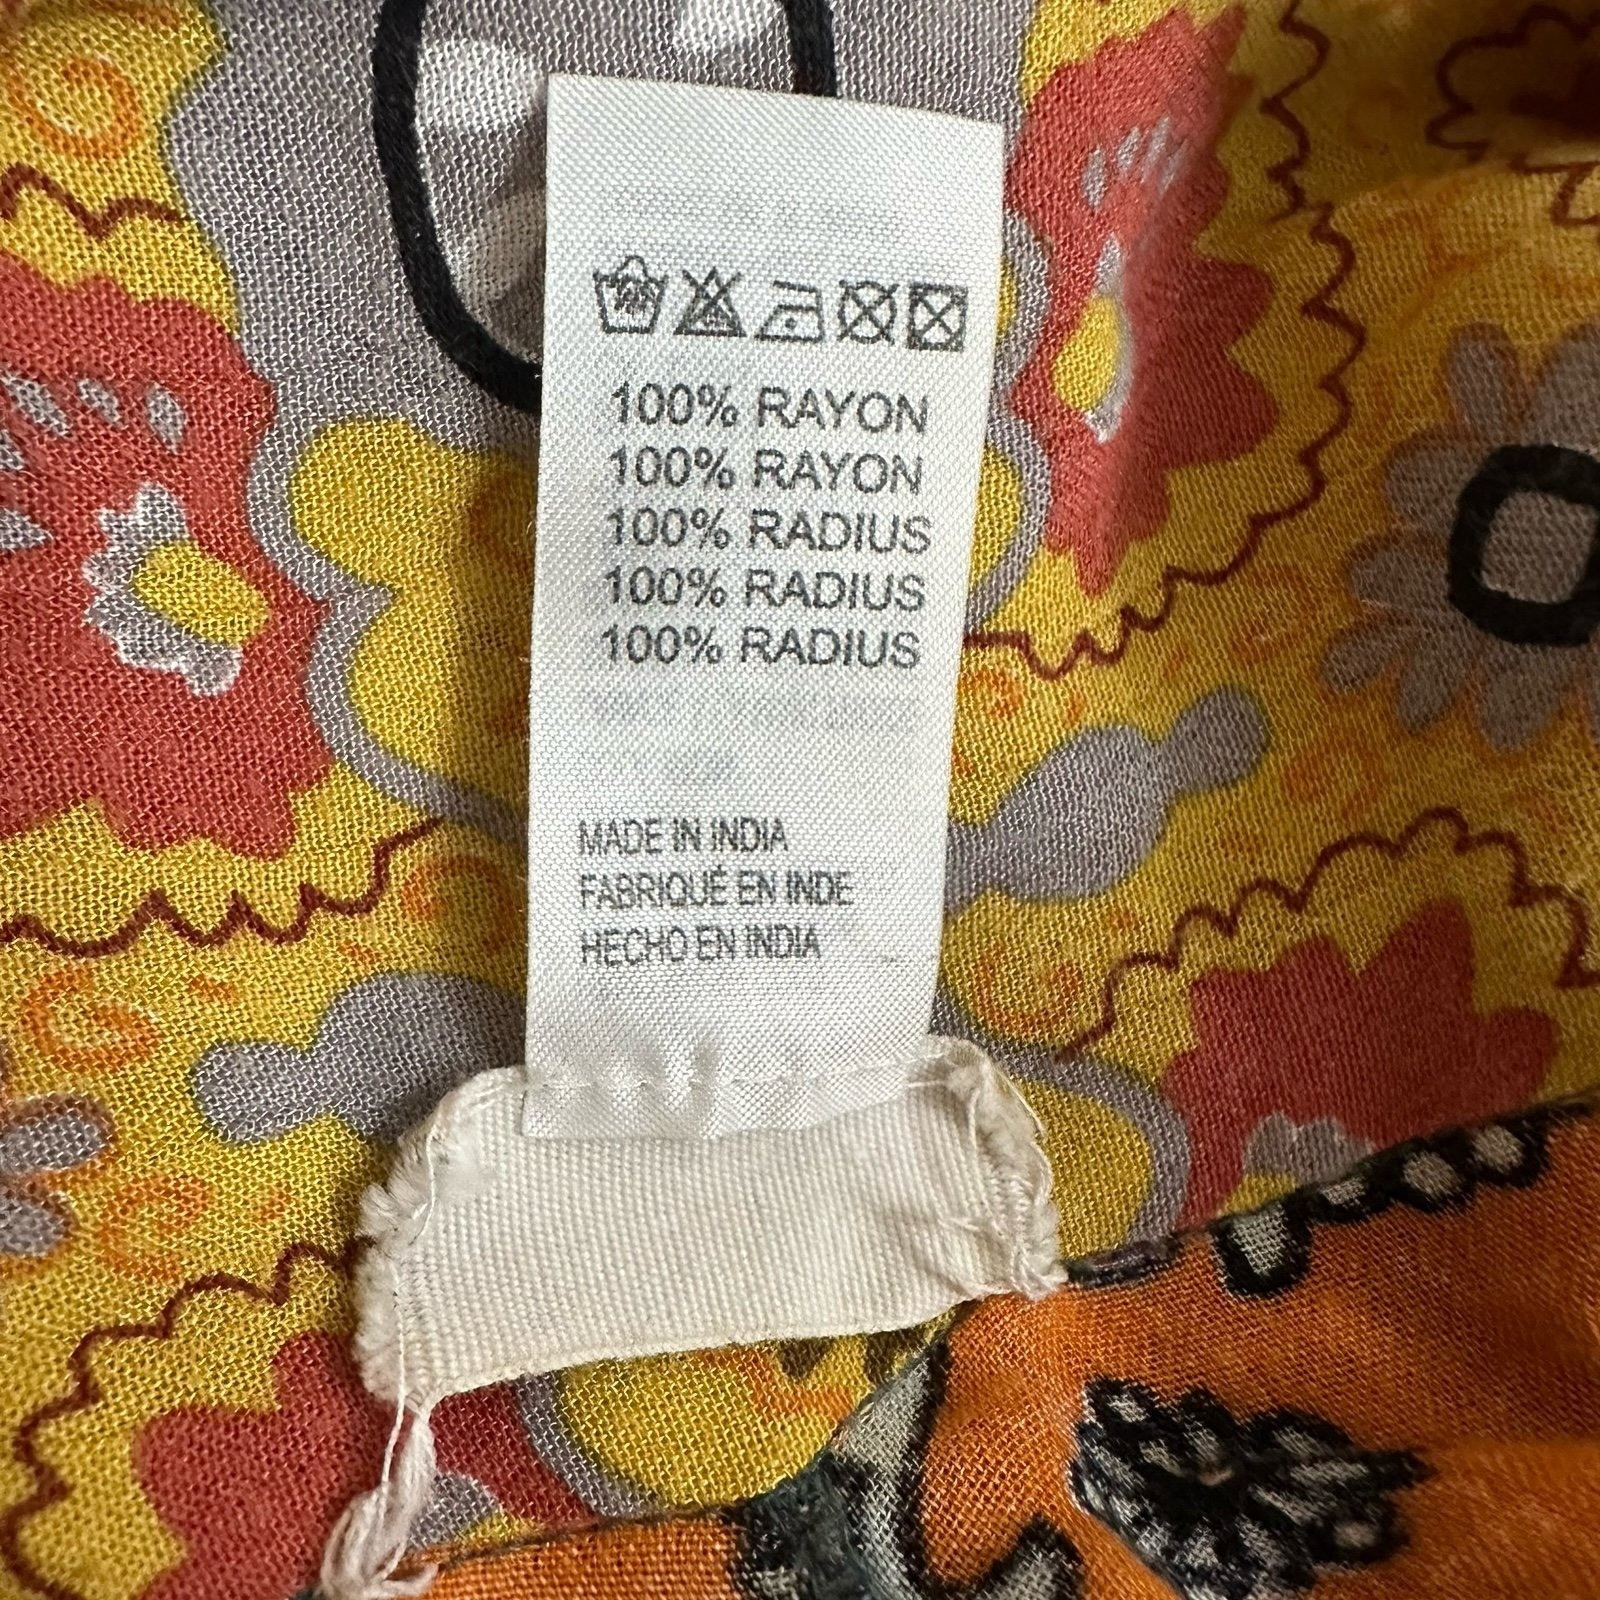 100% RAYON
100% RAYON
100% RADIUS
100% RADIUS
100% RADIUS
MADE IN INDIA
FABRIQUÉ EN INDE
HECHO EN INDIA